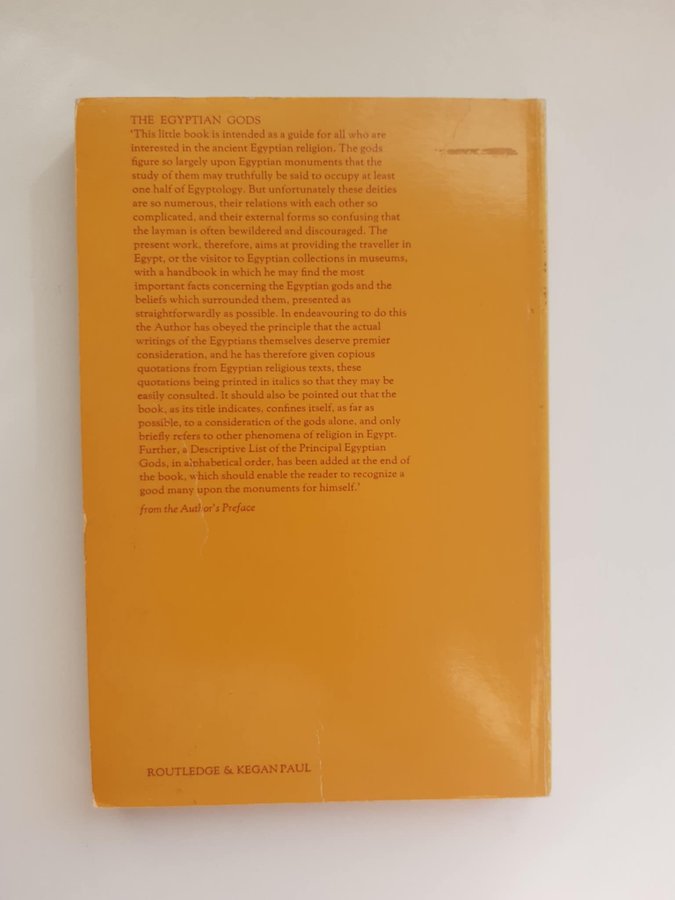 THE EGYPTIAN GODS
'This little book is intended as a guide for all who are
interested in the ancient Egyptian religion. The gods
figure so largely upon Egyptian monuments that the
study of them may truthfully be said to occupy at least
one half of Egyptology. But unfortunately these deities
are so numerous, their relations with each other so
complicated, and their external forms so confusing that
the layman is often bewildered and discouraged. The
present work, therefore, aims at providing the traveller in
Egypt, or the visitor to Egyptian collections in museums,
with a handbook in which he may find the most
important facts concerning the Egyptian gods and the
beliefs which surrounded them, presented as
straightforwardly as possible. In endeavouring to do this
the Author has obeyed the principle that the actual
writings of the Egyptians themselves deserve premier
consideration, and he has therefore given copious
quotations from Egyptian religious texts, these
quotations being printed in italics so that they may be
easily consulted. It should also be pointed out that the
book, as its title indicates, confines itself, as far as
possible, to a consideration of the gods alone, and only
briefly refers to other phenomena of religion in Egypt.
Further, a Descriptive List of the Principal Egyptian
Gods, in alphabetical order, has been added at the end of
the book, which should enable the reader to recognize a
good many upon the monuments for himself.'
from the Author's Preface
ROUTLEDGE & KEGAN PAUL